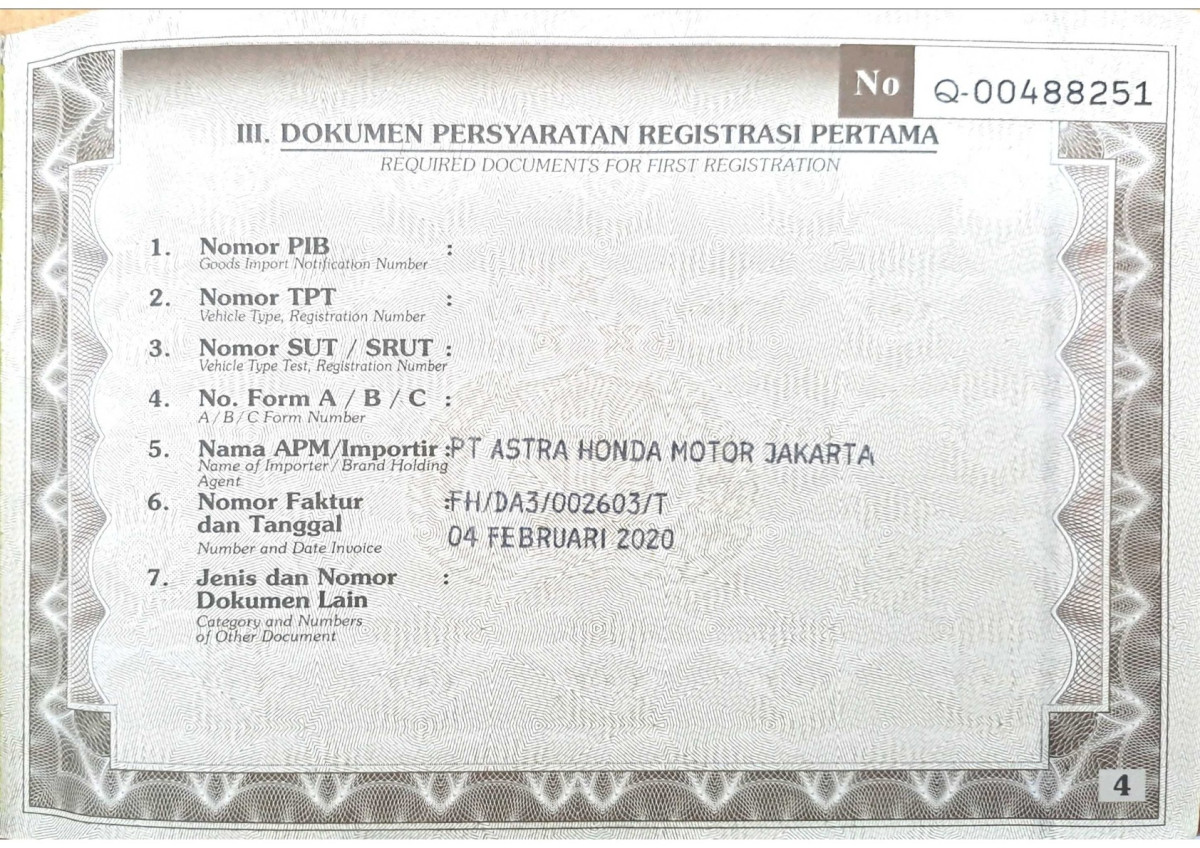 No Q-00488251
III. DOKUMEN PERSYARATAN REGISTRASI PERTAMA
REQUIRED DOCUMENTS FOR FIRST REGISTRATION
1. Nomor PIB :
Goods Import Notification Number
2. Nomor TPT :
Vehicle Type, Registration Number
3. Nomor SUT / SRUT :
Vehicle Type Test, Registration Number
4. No. Form A / B / C :
A / B / C Form Number
5. Nama APM/Importir :PT ASTRA HONDA MOTOR JAKARTA
Name of Importer / Brand Holding
Agent
6. Nomor Faktur :FH/DA3/002603/T
dan Tanggal 04 FEBRUARI 2020
Number and Date Invoice
7. Jenis dan Nomor :
Dokumen Lain
Category and Numbers
of Other Document
4